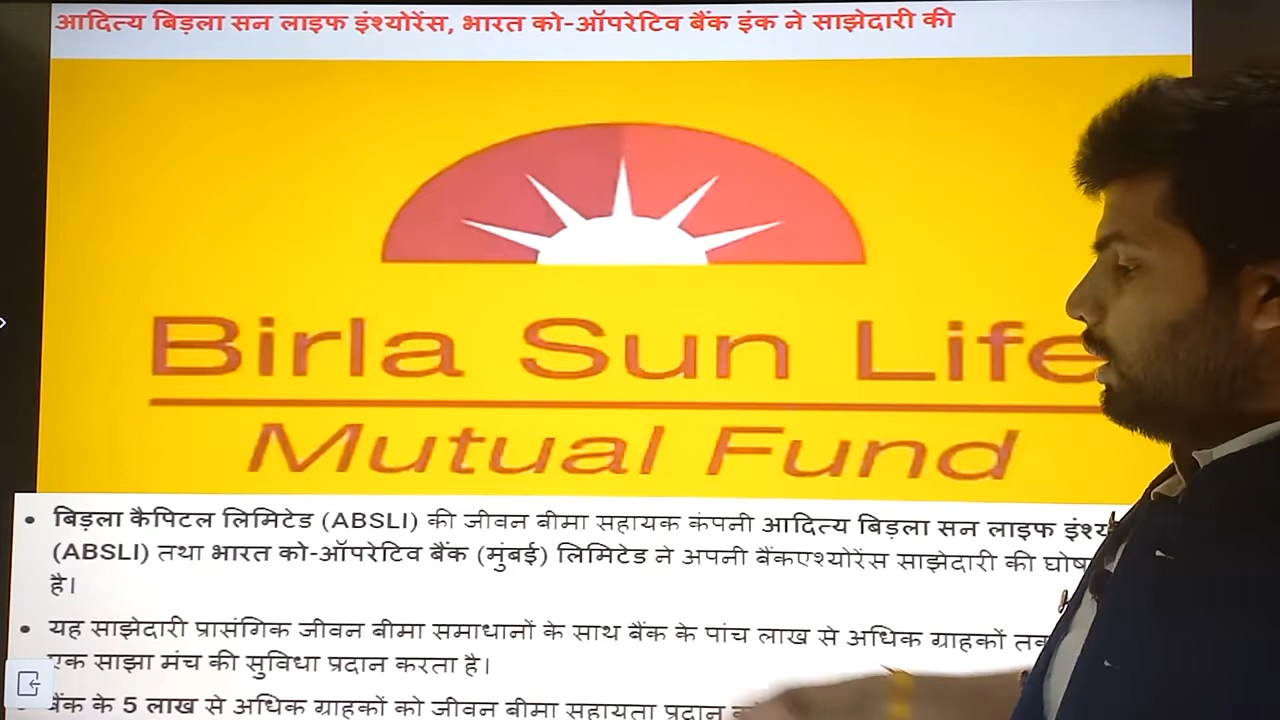 आदित्य बिड़ला सन लाइफ इंश्योरेंस, भारत को-ऑपरेटिव बैंक इंक ने साझेदारी की
Birla Sun Life
Mutual Fund
• बिड़ला कैपिटल लिमिटेड (ABSLI) की जीवन बीमा सहायक कंपनी आदित्य बिड़ला सन लाइफ
(ABSLI) तथा भारत को-ऑपरेटिव बैंक (मुंबई) लिमिटेड ने अपनी बैंकएश्योरेंस साझेदारी की
है।
• यह साझेदारी प्रासंगिक जीवन बीमा समाधानों के साथ बैंक के पांच लाख से अधिक ग्राहकों
एक साझा मंच की सुविधा प्रदान करता है।
बैंक के 5 लाख से अधिक ग्राहकों को जीवन बीमा सहायता प्रदान